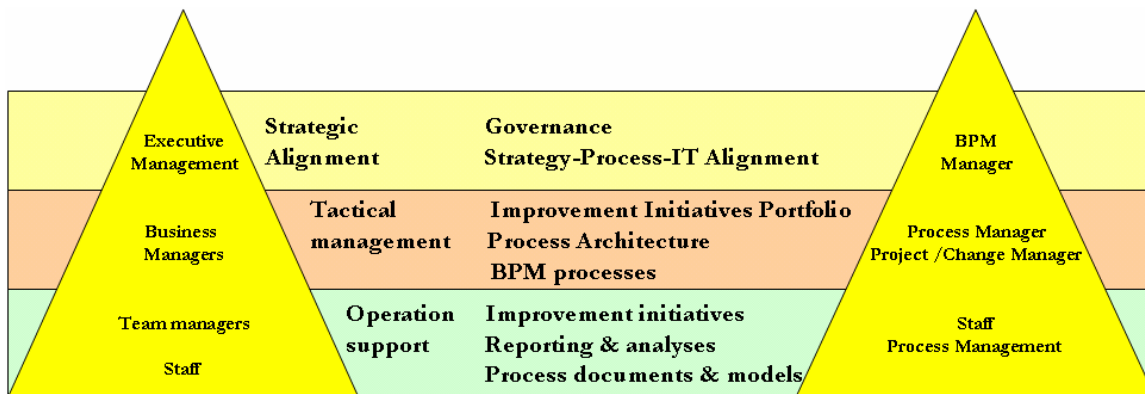 Executive
Management
Strategic
Alignment
Governance
Strategy-Process-IT Alignment
BPM
Manager
Business
Managers
Tactical
management
Improvement Initiatives Portfolio
Process Architecture
BPM processes
Process Manager
Project /Change Manager
Team managers
Staff
Operation
support
Improvement initiatives
Reporting & analyses
Process documents & models
Staff
Process Management